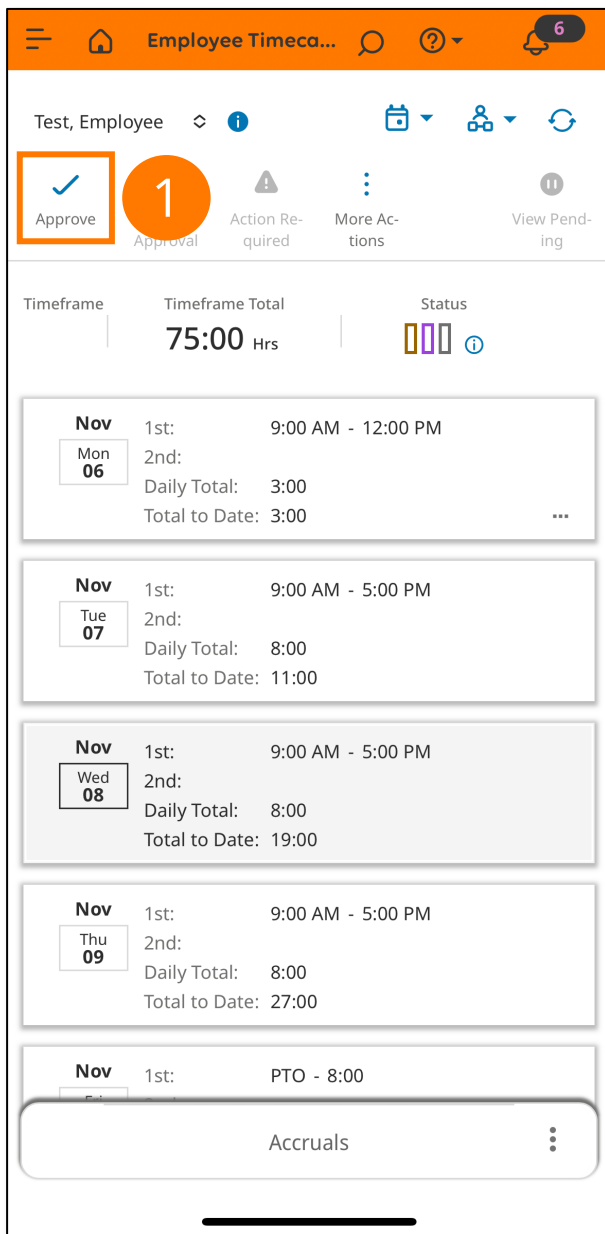 Employee Timeca...
6
Test, Employee
Approve
1
Approval
Action Re-
quired
More Ac-
tions
View Pend-
ing
Timeframe
Timeframe Total
Status
75:00 Hrs
Nov
Mon
06
1st: 9:00 AM - 12:00 PM
2nd:
Daily Total: 3:00
Total to Date: 3:00
Nov
Tue
07
1st: 9:00 AM - 5:00 PM
2nd:
Daily Total: 8:00
Total to Date: 11:00
Nov
Wed
08
1st: 9:00 AM - 5:00 PM
2nd:
Daily Total: 8:00
Total to Date: 19:00
Nov
Thu
09
1st: 9:00 AM - 5:00 PM
2nd:
Daily Total: 8:00
Total to Date: 27:00
Nov
1st: PTO - 8:00
Accruals